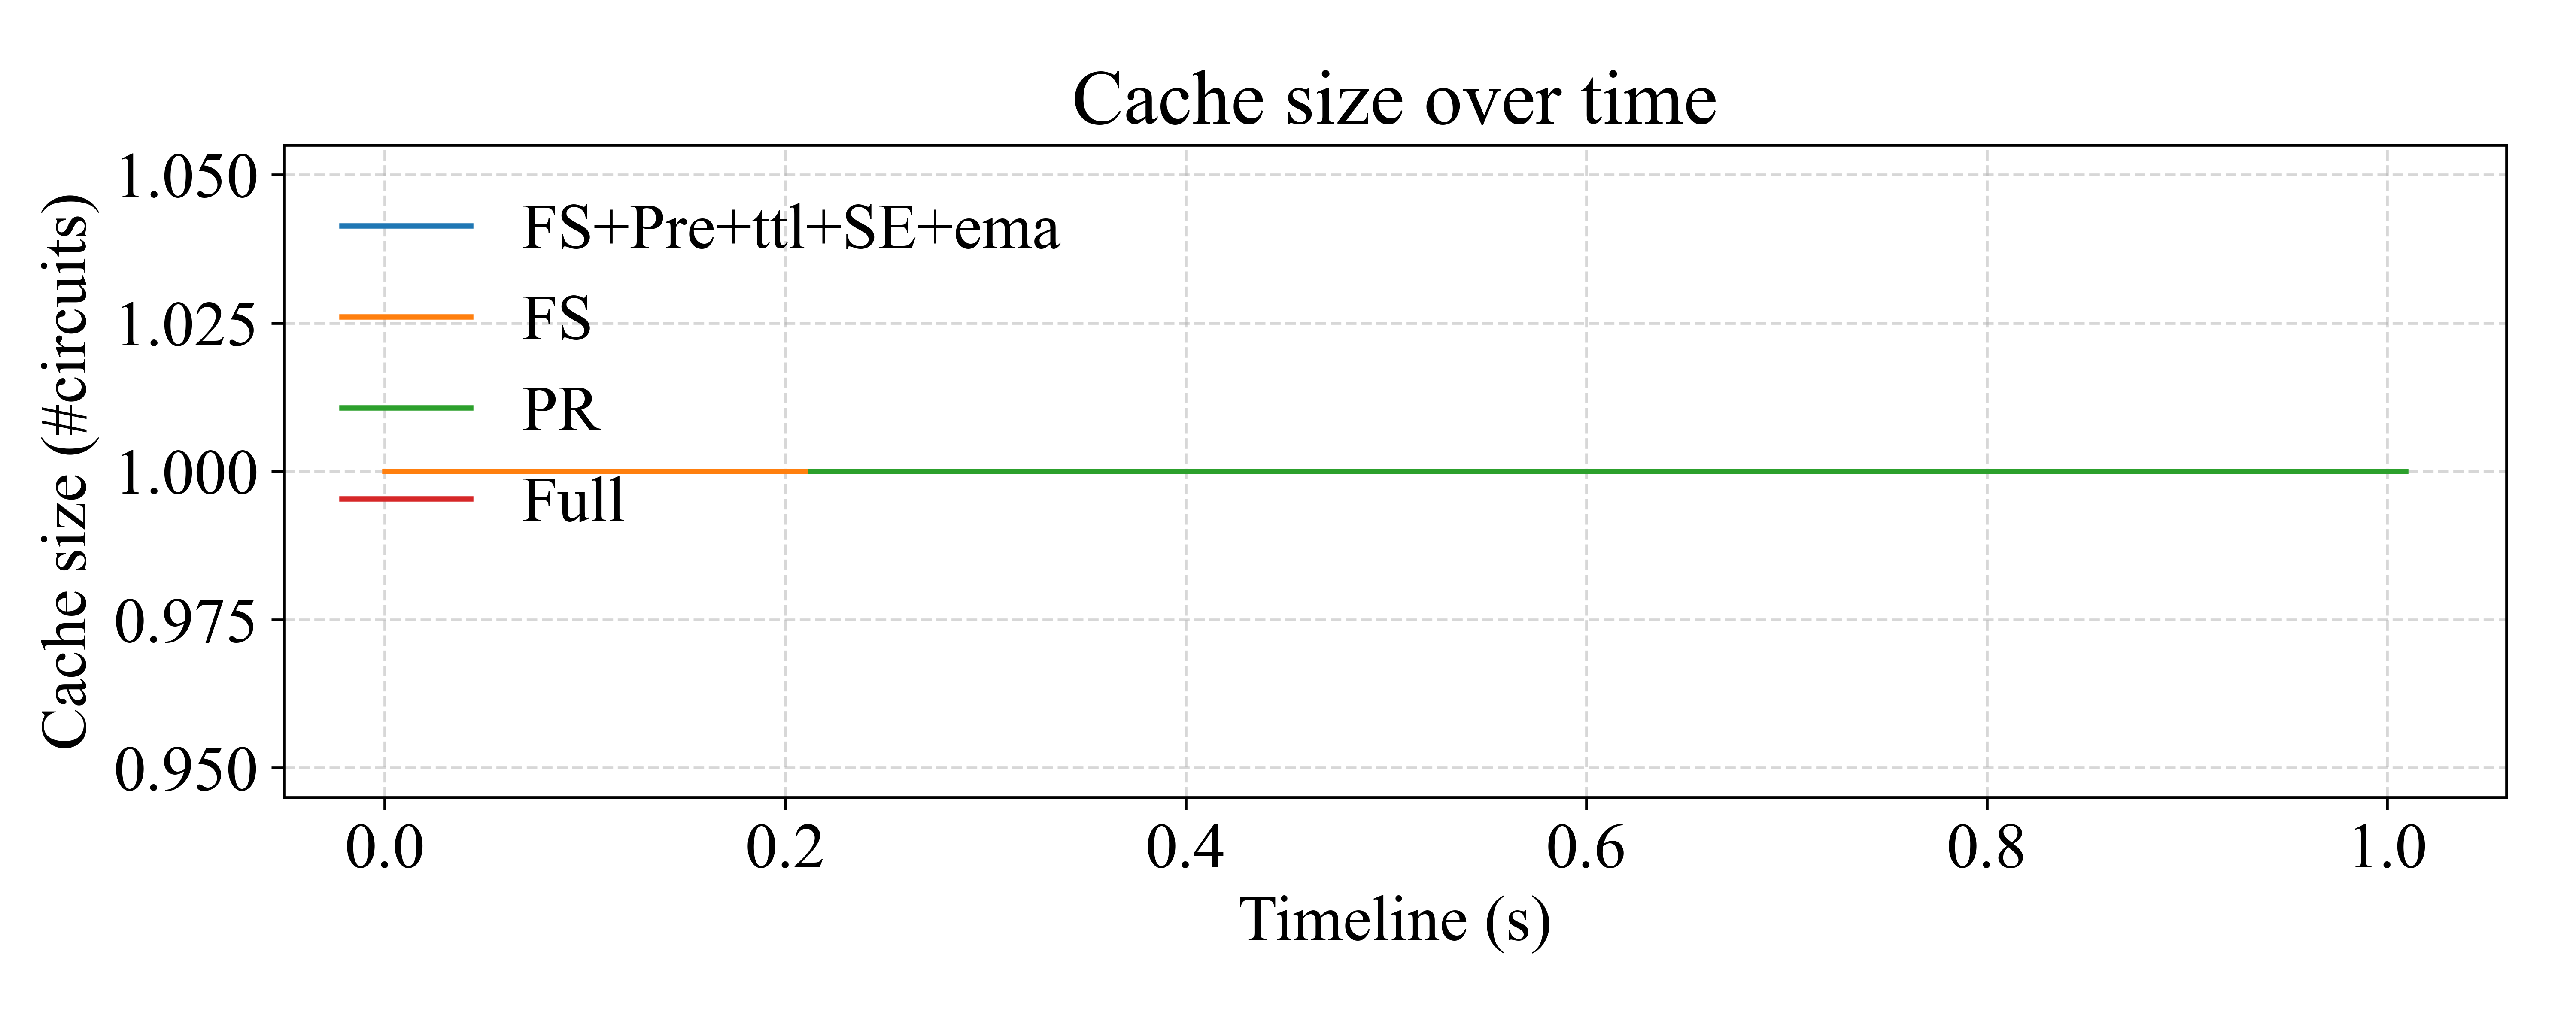 Cache size over time
Cache size (#circuits)
1.050
1.025
1.000
0.975
0.950
FS+Pre+ttl+SE+ema
FS
PR
Full
0.0 0.2 0.4 0.6 0.8 1.0
Timeline (s)